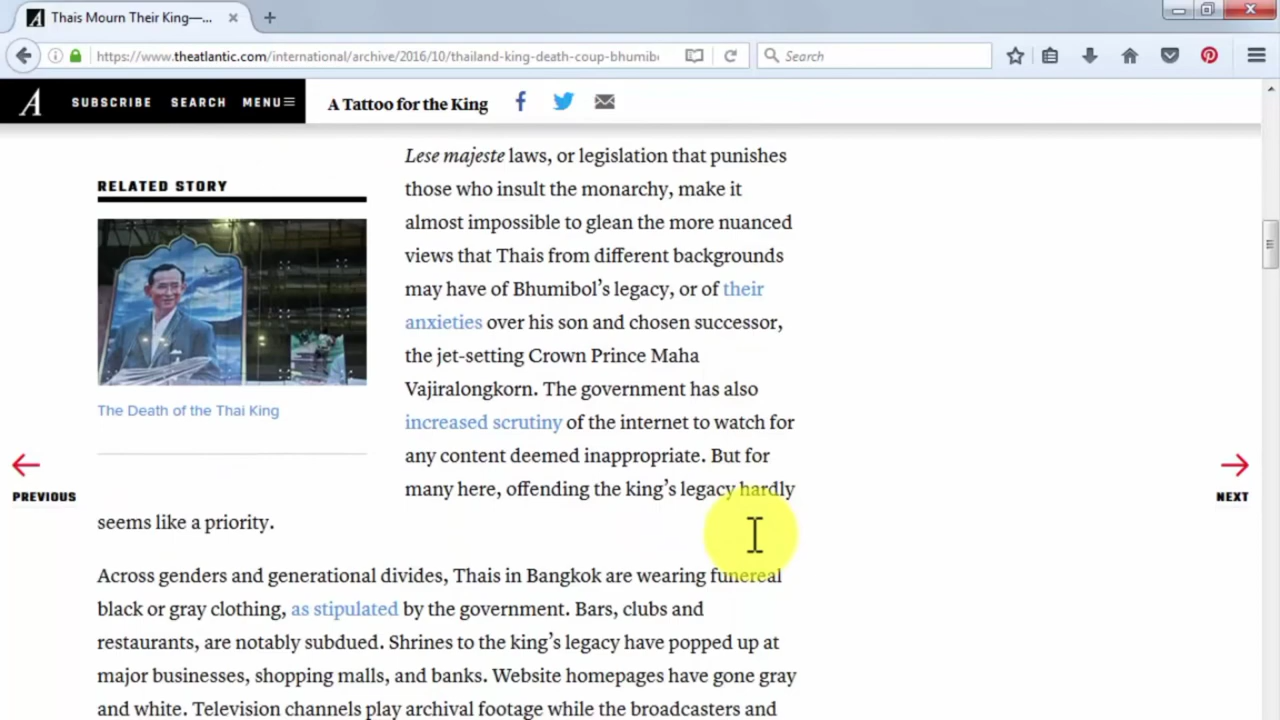 Thais Mourn Their King—...
https://www.theatlantic.com/international/archive/2016/10/thailand-king-death-coup-bhumibo
Search
A
SUBSCRIBE SEARCH MENU
A Tattoo for the King
RELATED STORY
The Death of the Thai King
Lese majeste laws, or legislation that punishes
those who insult the monarchy, make it
almost impossible to glean the more nuanced
views that Thais from different backgrounds
may have of Bhumibol’s legacy, or of their
anxieties over his son and chosen successor,
the jet-setting Crown Prince Maha
Vajiralongkorn. The government has also
increased scrutiny of the internet to watch for
any content deemed inappropriate. But for
many here, offending the king’s legacy hardly
seems like a priority.
PREVIOUS
NEXT
Across genders and generational divides, Thais in Bangkok are wearing funereal
black or gray clothing, as stipulated by the government. Bars, clubs and
restaurants, are notably subdued. Shrines to the king’s legacy have popped up at
major businesses, shopping malls, and banks. Website homepages have gone gray
and white. Television channels play archival footage while the broadcasters and